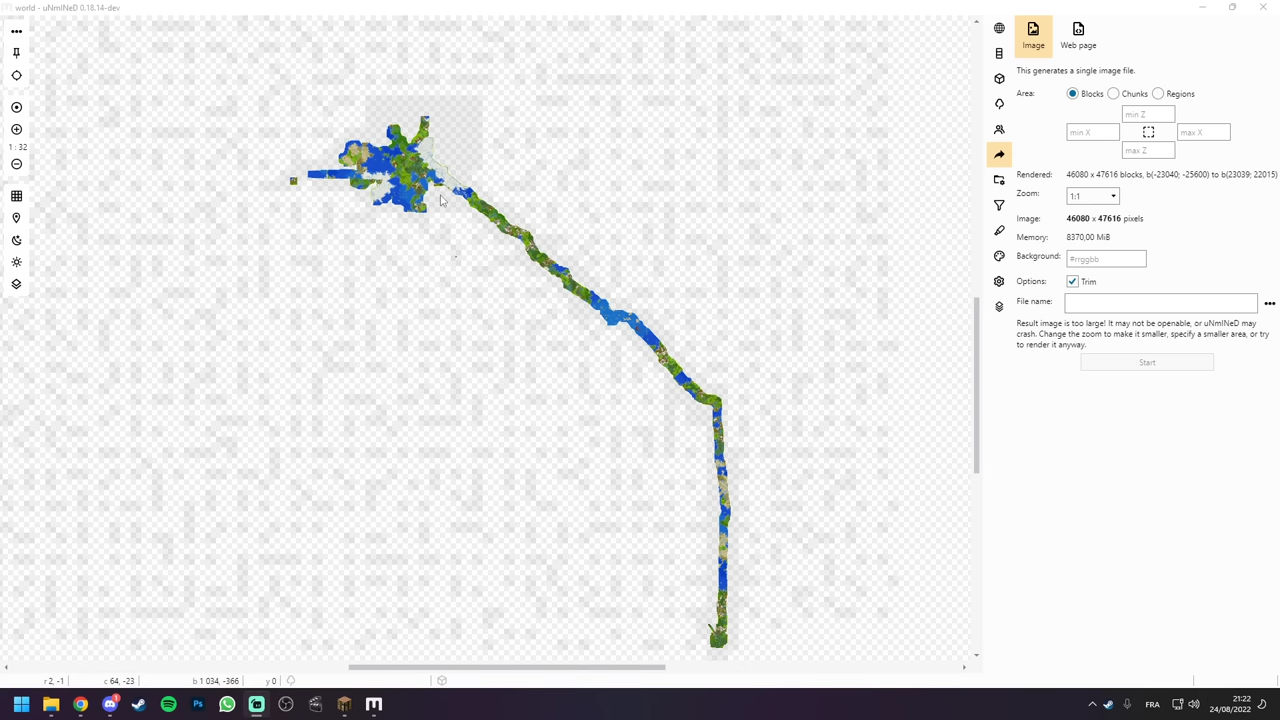 world - uNmINeD 0.18.14-dev
Image
Web page
This generates a single image file.
Area:
Blocks
Chunks
Regions
min Z
min X
max X
max Z
1 : 32
Rendered:
46080 x 47616 blocks, b(-23040; -25600) to b(23039; 22015)
Zoom:
1:1
Image:
46080 x 47616 pixels
Memory:
8370,00 MiB
Background:
#rrggbb
Options:
Trim
File name:
Result image is too large! It may not be openable, or uNmINeD may
crash. Change the zoom to make it smaller, specify a smaller area, or try
to render it anyway.
Start
r 2, -1
c 64, -23
b 1 034, -366
y 0
1
Ps
FRA
21:22
24/08/2022